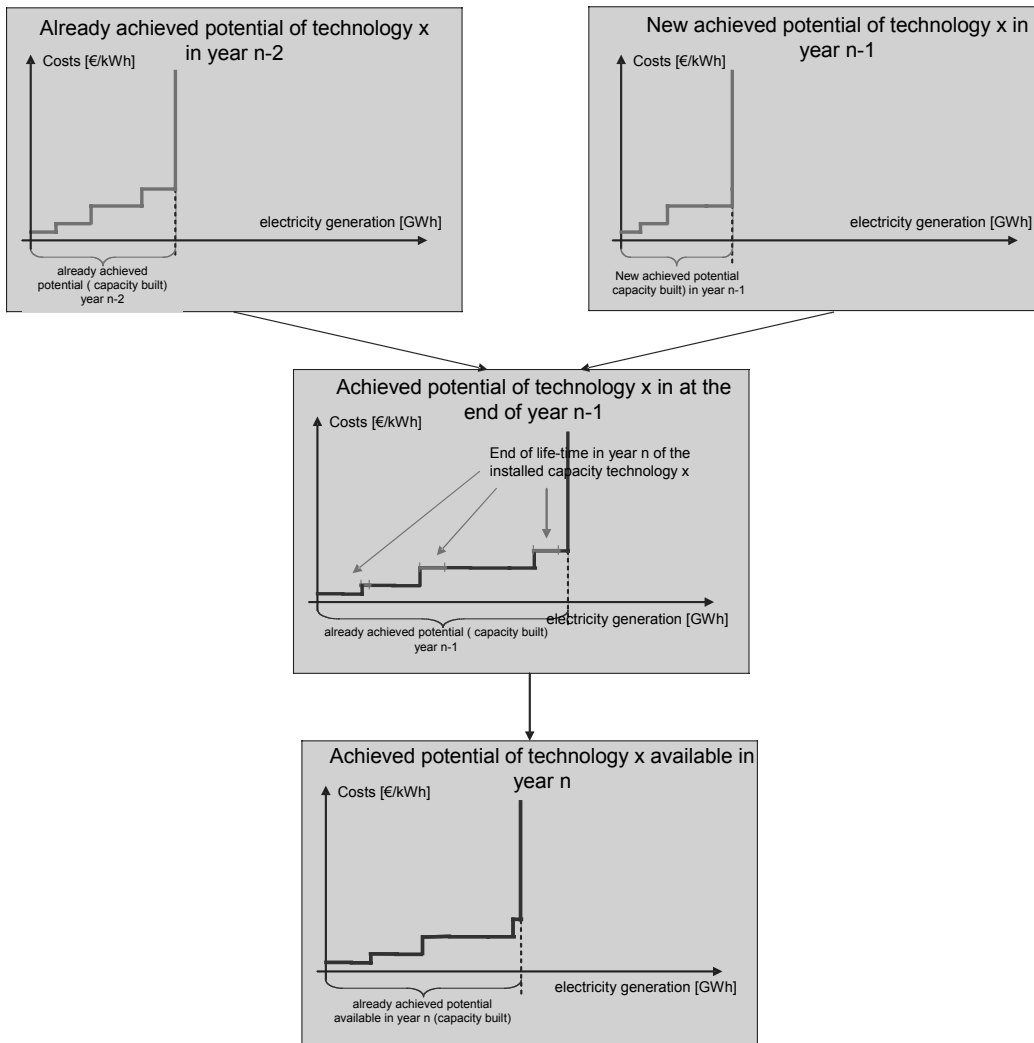 Already achieved potential of technology x
in year n-2
Costs [€/kWh]
electricity generation [GWh]
already achieved
potential ( capacity built)
year n-2
New achieved potential of technology x in
year n-1
Costs [€/kWh]
electricity generation [GWh]
New achieved potential
capacity built) in year n-1
Achieved potential of technology x in at the
end of year n-1
Costs [€/kWh]
End of life-time in year n of the
installed capacity technology x
electricity generation [GWh]
already achieved potential ( capacity built)
year n-1
Achieved potential of technology x available in
year n
Costs [€/kWh]
electricity generation [GWh]
already achieved potential
available in year n (capacity built)